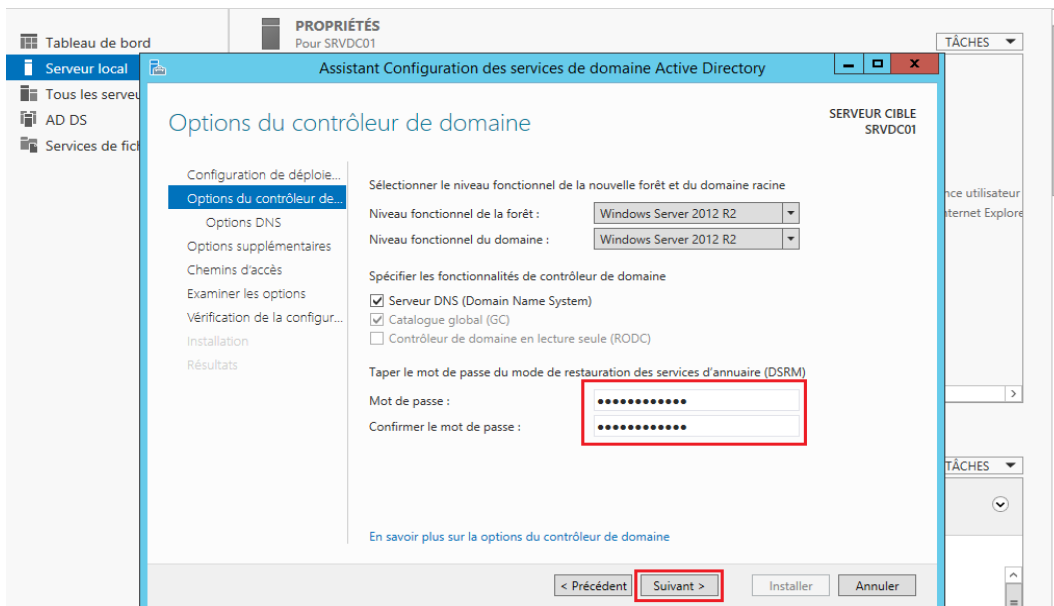 PROPRIÉTÉS
Pour SRVDC01
TÂCHES
Tableau de bord
Serveur local
Tous les serveu
AD DS
Services de fich
Assistant Configuration des services de domaine Active Directory
Options du contrôleur de domaine
SERVEUR CIBLE
SRVDC01
Configuration de déploie...
Options du contrôleur de...
Options DNS
Options supplémentaires
Chemins d'accès
Examiner les options
Vérification de la configur...
Installation
Résultats
Sélectionner le niveau fonctionnel de la nouvelle forêt et du domaine racine
Niveau fonctionnel de la forêt : Windows Server 2012 R2
Niveau fonctionnel du domaine : Windows Server 2012 R2
Spécifier les fonctionnalités de contrôleur de domaine
Serveur DNS (Domain Name System)
Catalogue global (GC)
Contrôleur de domaine en lecture seule (RODC)
Taper le mot de passe du mode de restauration des services d'annuaire (DSRM)
Mot de passe : ••••••••••••
Confirmer le mot de passe : ••••••••••••
En savoir plus sur la options du contrôleur de domaine
< Précédent Suivant > Installer Annuler
nce utilisateur
nternet Explore
TÂCHES